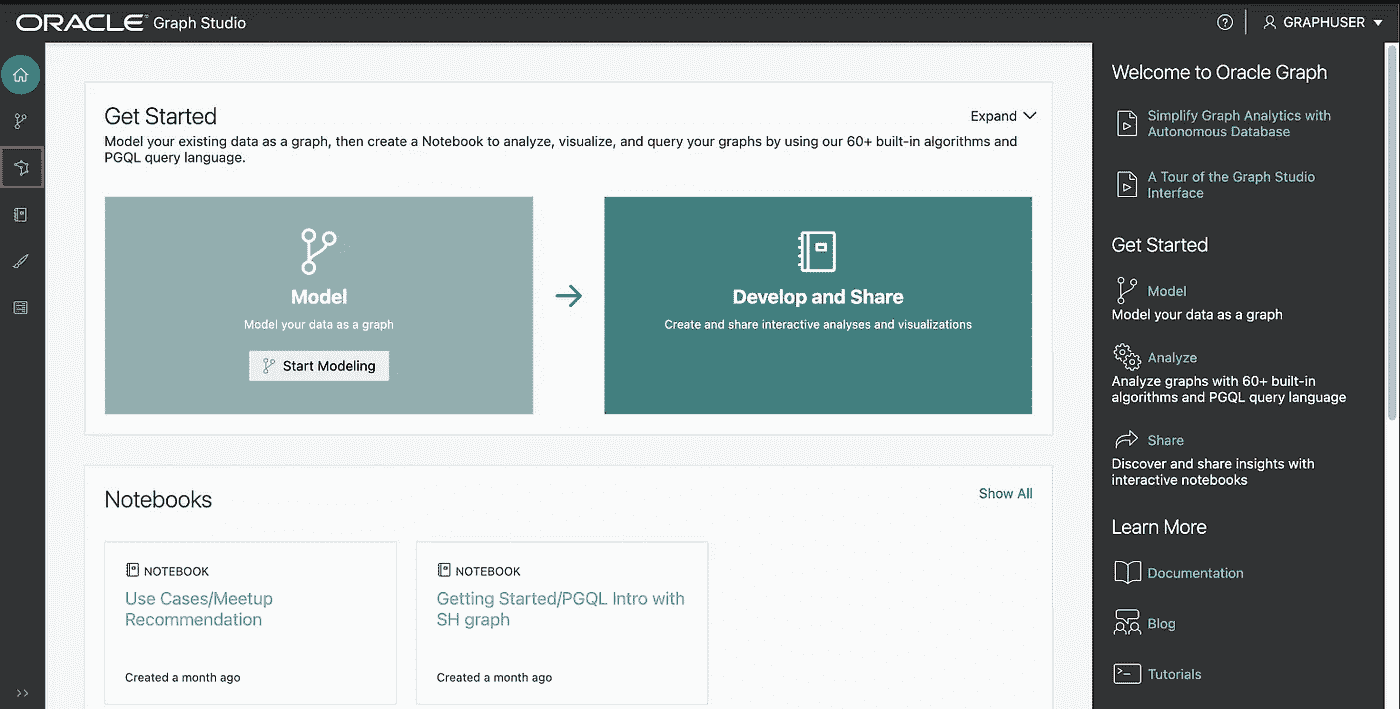 ORACLE Graph Studio
GRAPHUSER
Get Started
Expand
Model your existing data as a graph, then create a Notebook to analyze, visualize, and query your graphs by using our 60+ built-in algorithms and
PGQL query language.
Model
Model your data as a graph
Start Modeling
Develop and Share
Create and share interactive analyses and visualizations
Notebooks
Show All
NOTEBOOK
Use Cases/Meetup
Recommendation
Created a month ago
NOTEBOOK
Getting Started/PGQL Intro with
SH graph
Created a month ago
Welcome to Oracle Graph
Simplify Graph Analytics with
Autonomous Database
A Tour of the Graph Studio
Interface
Get Started
Model
Model your data as a graph
Analyze
Analyze graphs with 60+ built-in
algorithms and PGQL query language
Share
Discover and share insights with
interactive notebooks
Learn More
Documentation
Blog
Tutorials